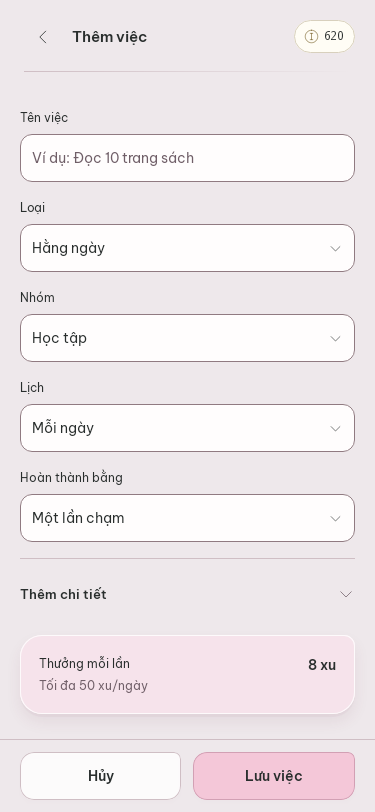 Thêm việc
620
Tên việc
Ví dụ: Đọc 10 trang sách
Loại
Hằng ngày
Nhóm
Học tập
Lịch
Mỗi ngày
Hoàn thành bằng
Một lần chạm
Thêm chi tiết
Thưởng mỗi lần
8 xu
Tối đa 50 xu/ngày
Hủy
Lưu việc